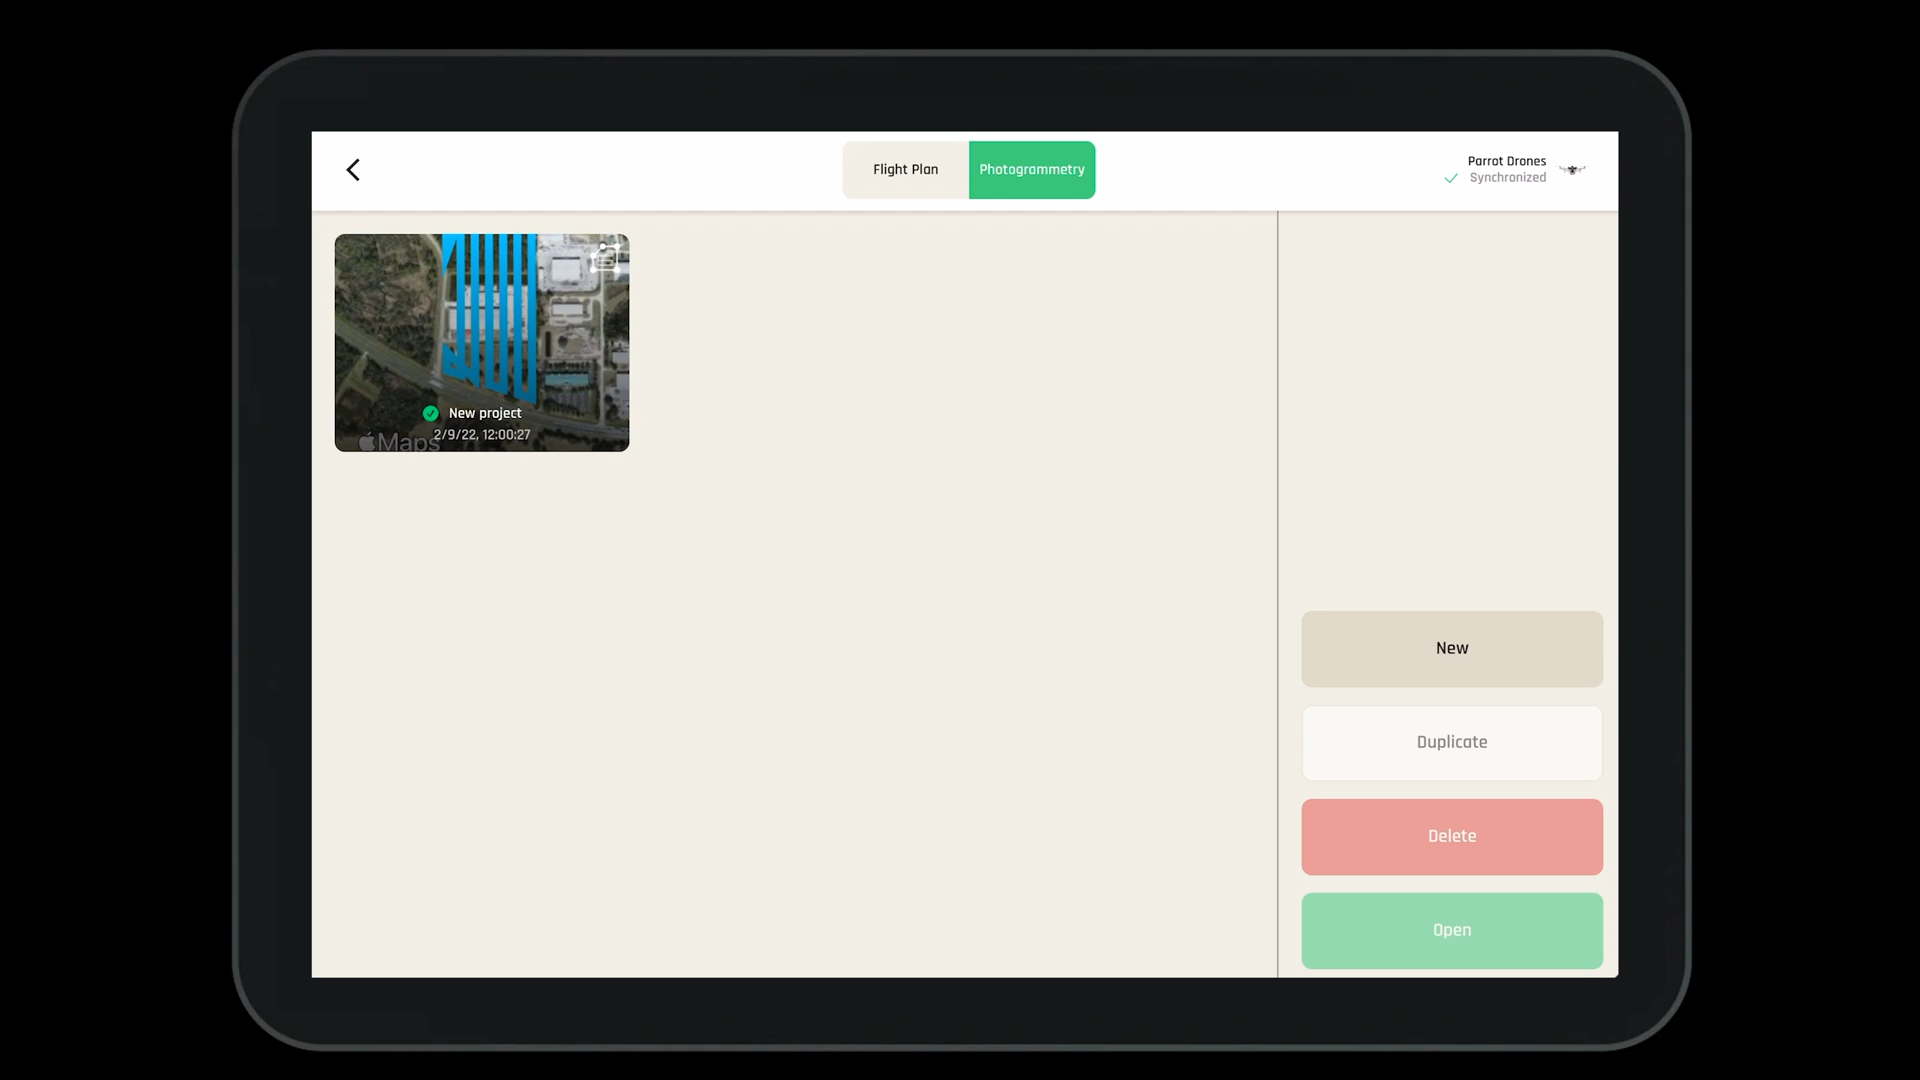 Flight Plan
Photogrammetry
Parrot Drones
Synchronized
New project
2/9/22, 12:00:27
Maps
New
Duplicate
Delete
Open